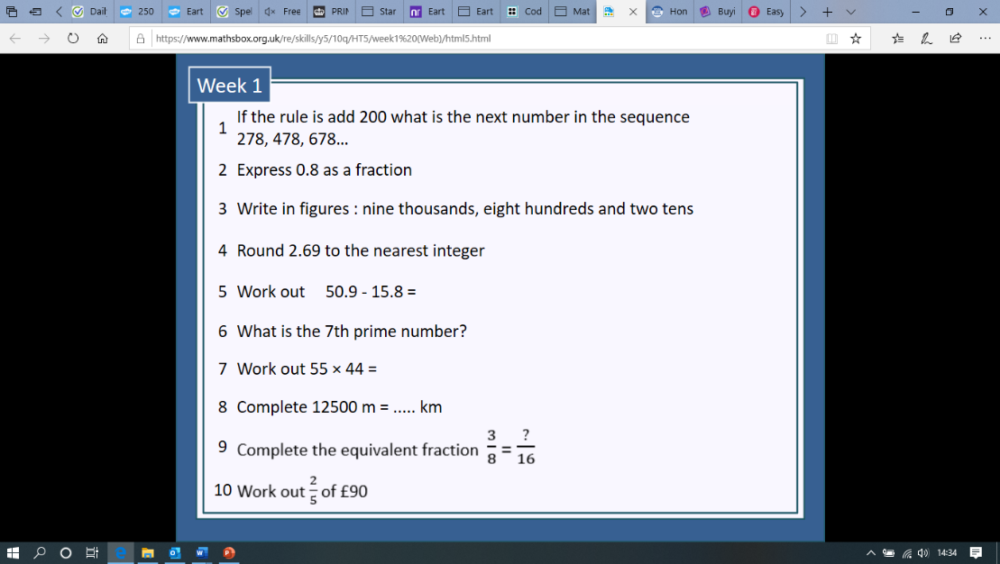 Dail
250
Eart
Spel
Free
PRIN
Star
Eart
Eart
Cod
Mat
Hon
Buyi
Easy
https://www.mathsbox.org.uk/re/skills/y5/10q/HT5/week1%20(Web)/html5.html
Week 1
1 If the rule is add 200 what is the next number in the sequence
278, 478, 678...
2 Express 0.8 as a fraction
3 Write in figures : nine thousands, eight hundreds and two tens
4 Round 2.69 to the nearest integer
5 Work out 50.9 - 15.8 =
6 What is the 7th prime number?
7 Work out 55 × 44 =
8 Complete 12500 m = ..... km
9 Complete the equivalent fraction 3/8 = ?/16
10 Work out 2/5 of £90
14:34